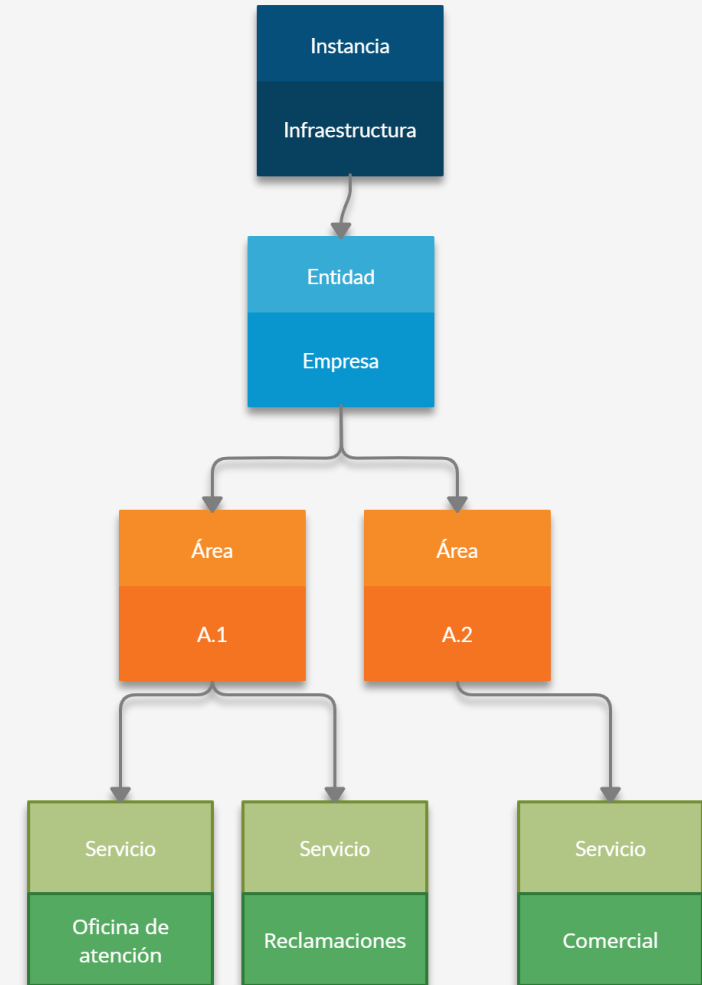 Instancia
Infraestructura
Entidad
Empresa
Área
Área
A.1
A.2
Servicio
Servicio
Servicio
Oficina de
atención
Reclamaciones
Comercial